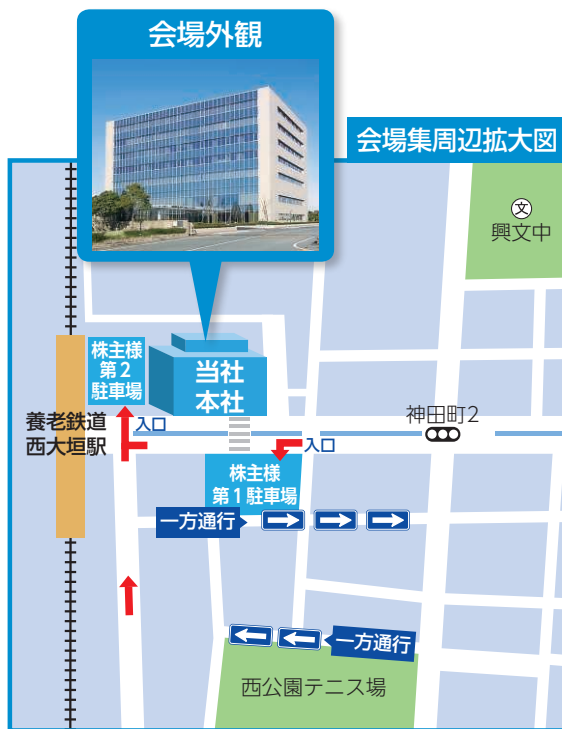 会場外観
会場集周辺拡大図
文
興文中
株主様
第2
駐車場
当社
本社
養老鉄道
西大垣駅
入口
神田町2
入口
株主様
第1駐車場
一方通行
一方通行
西公園テニス場